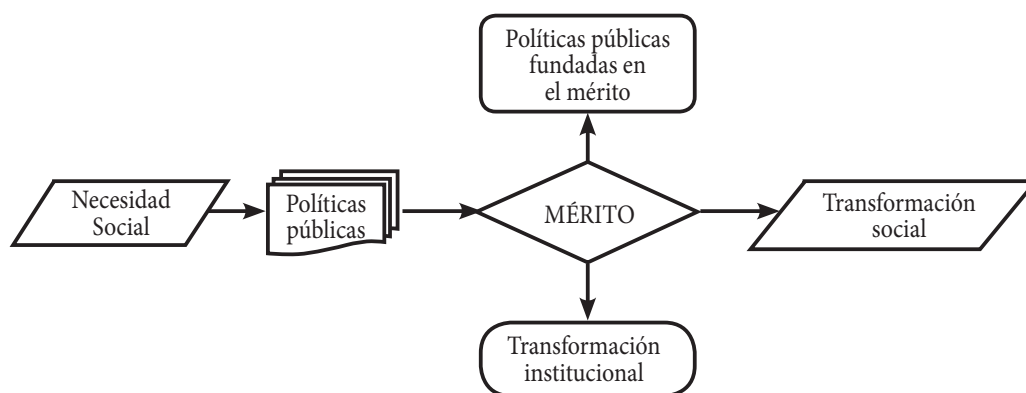 Políticas públicas
fundadas en
el mérito
Necesidad
Social
Políticas
públicas
MÉRITO
Transformación
social
Transformación
institucional